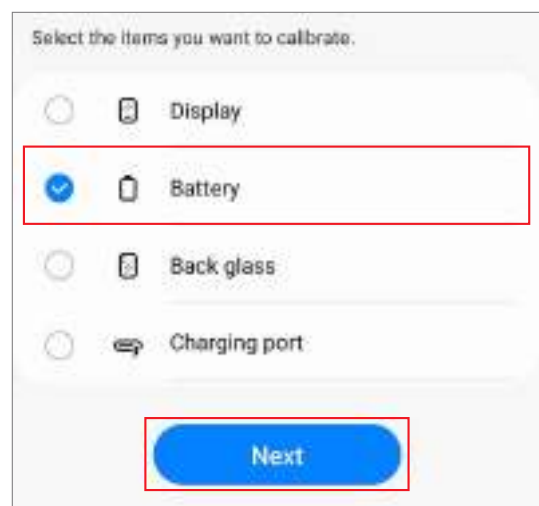 Select the items you want to calibrate.
Display
Battery
Back glass
Charging port
Next